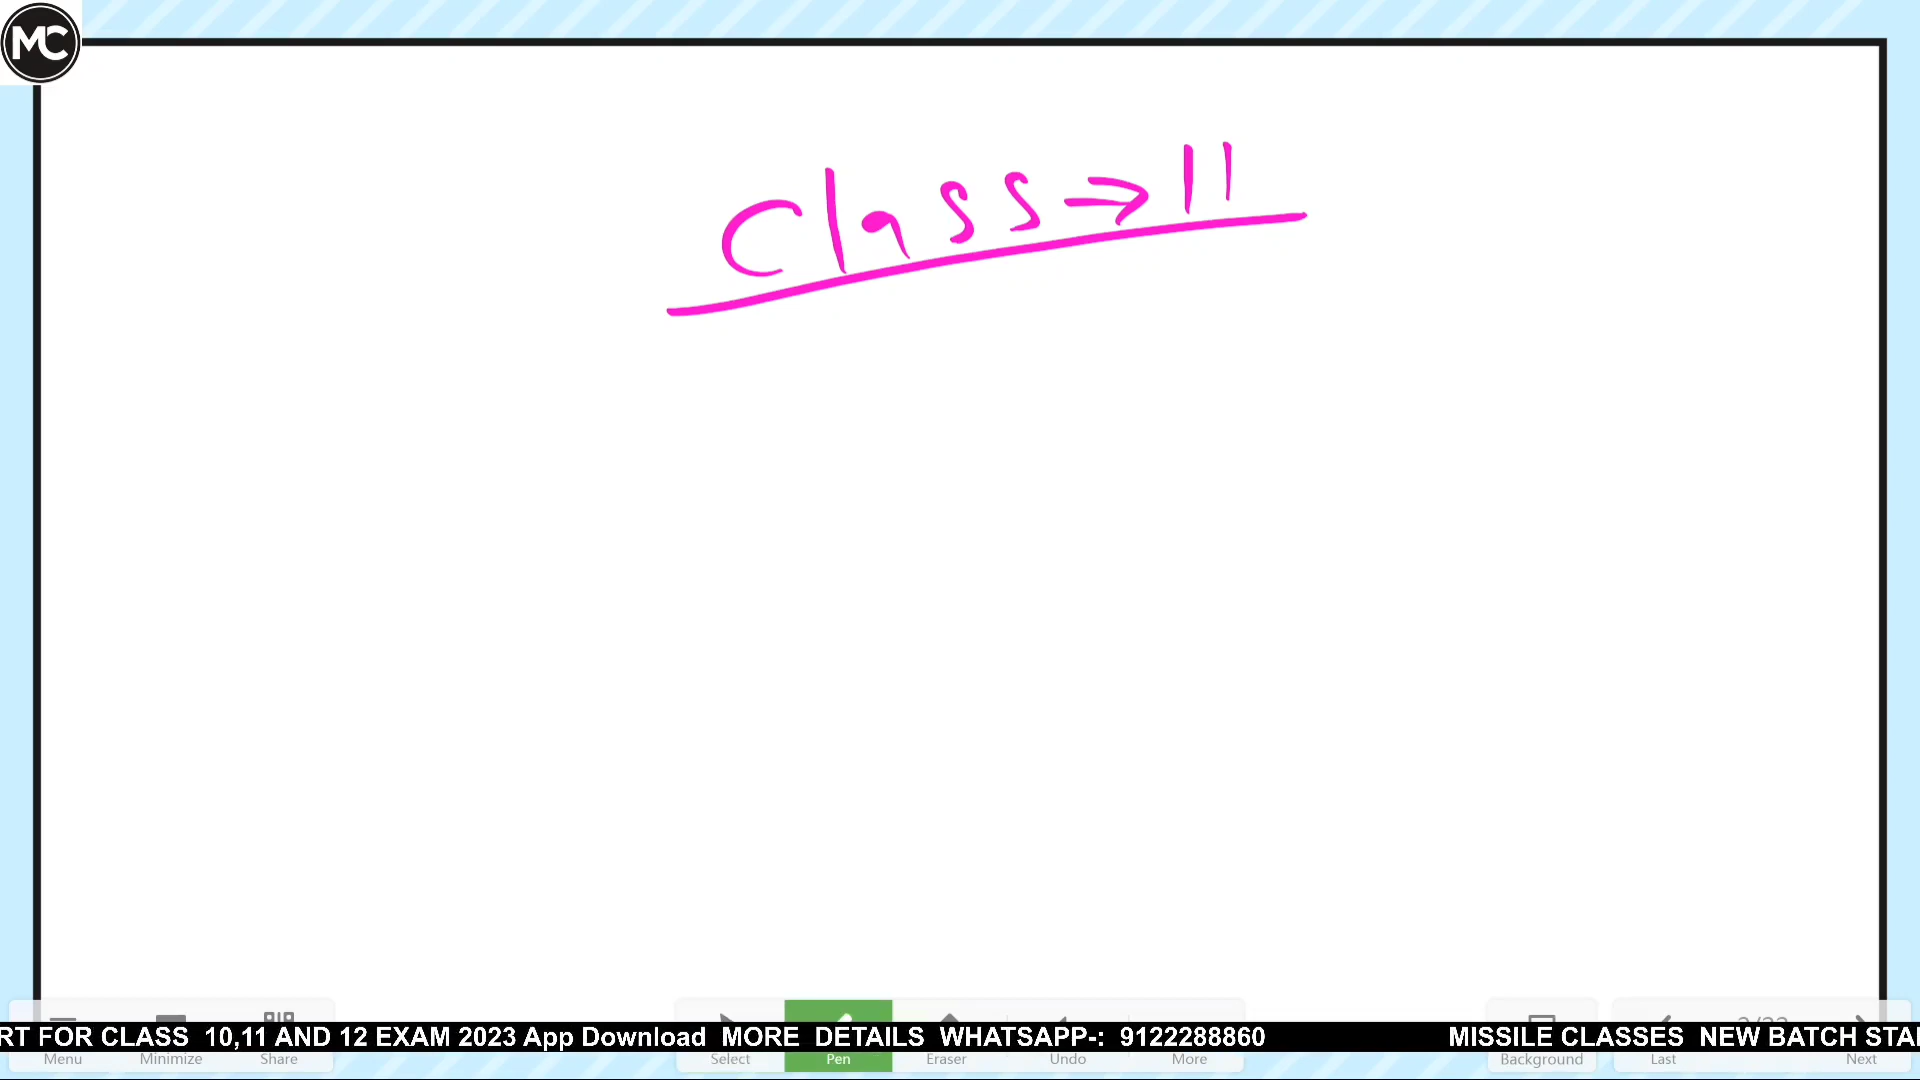 MC
Class → 11
RT FOR CLASS 10,11 AND 12 EXAM 2023 App Download MORE DETAILS WHATSAPP-: 9122288860 MISSILE CLASSES NEW BATCH STA
Menu Minimize Share Select Pen Eraser Undo More Background Last Next